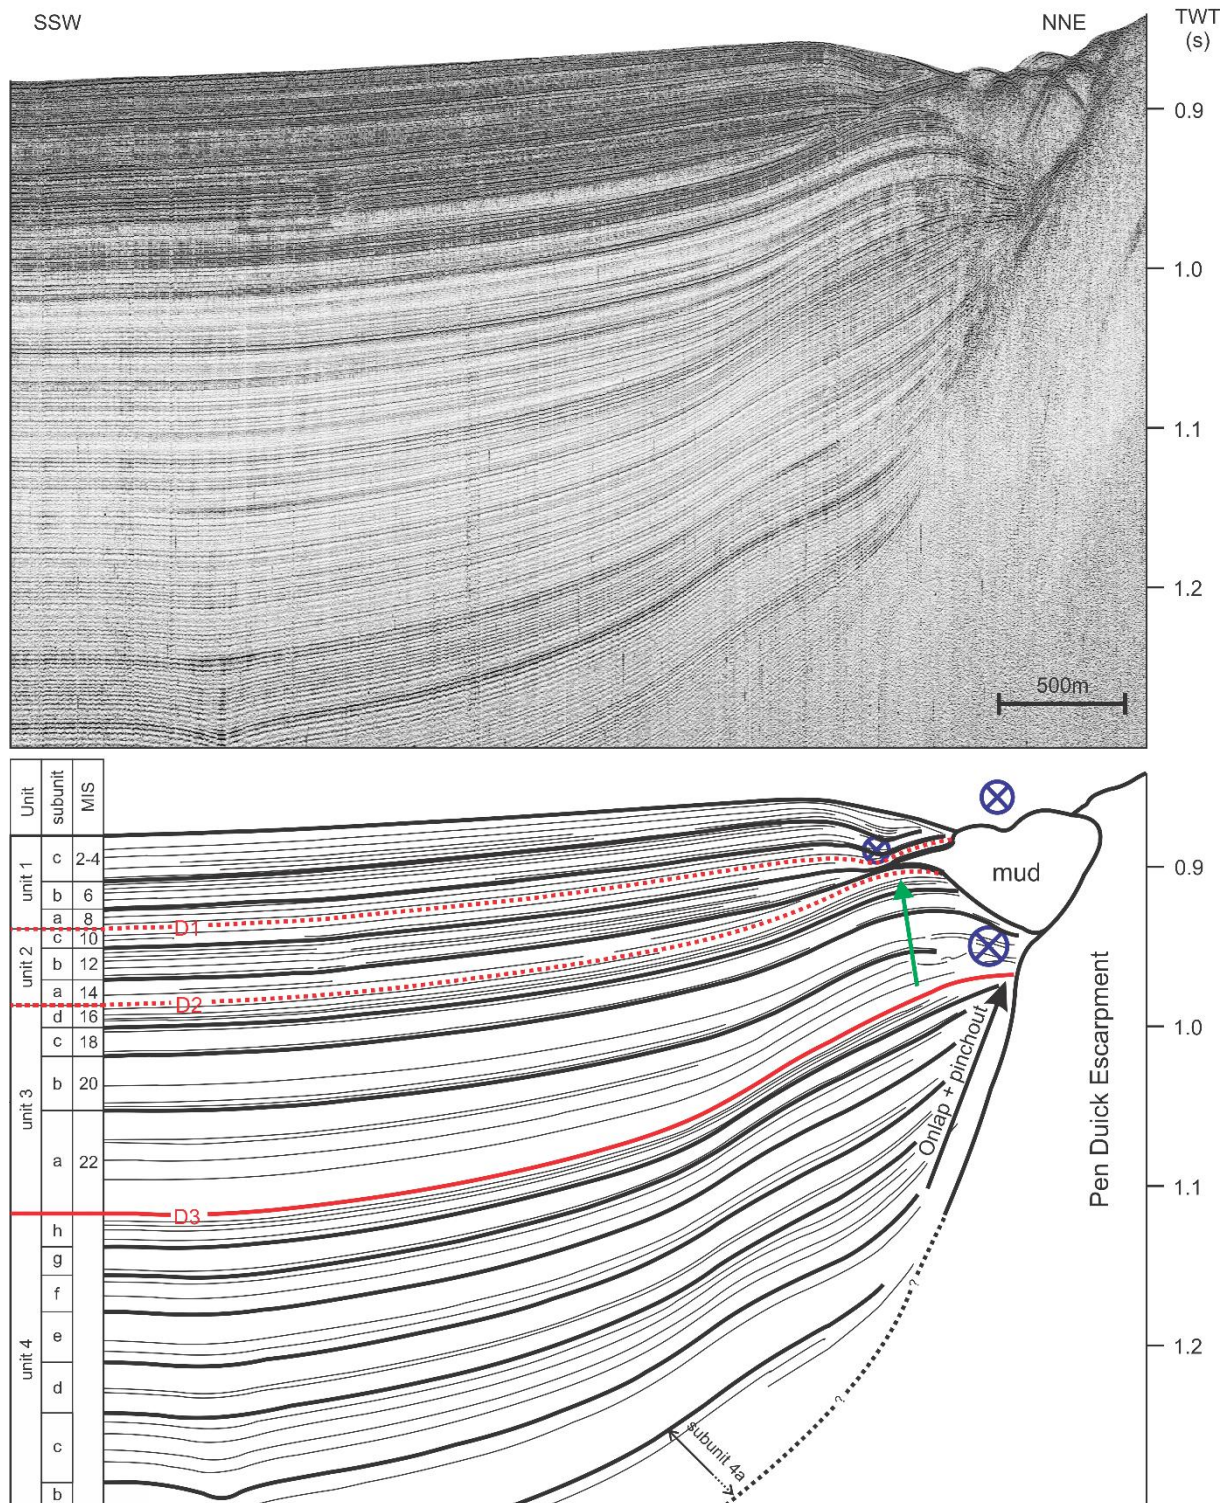 SSW
NNE
TWT
(s)
0.9
1.0
1.1
1.2
500m
Unit
subunit
MIS
unit 1
c 2-4
b 6
a 8
D1
unit 2
c 10
b 12
a 14
D2
unit 3
d 16
c 18
b 20
a 22
D3
unit 4
h
g
f
e
d
c
b
mud
Onlap + pinchout
Pen Duick Escarpment
?
?
subunit 4a
0.9
1.0
1.1
1.2